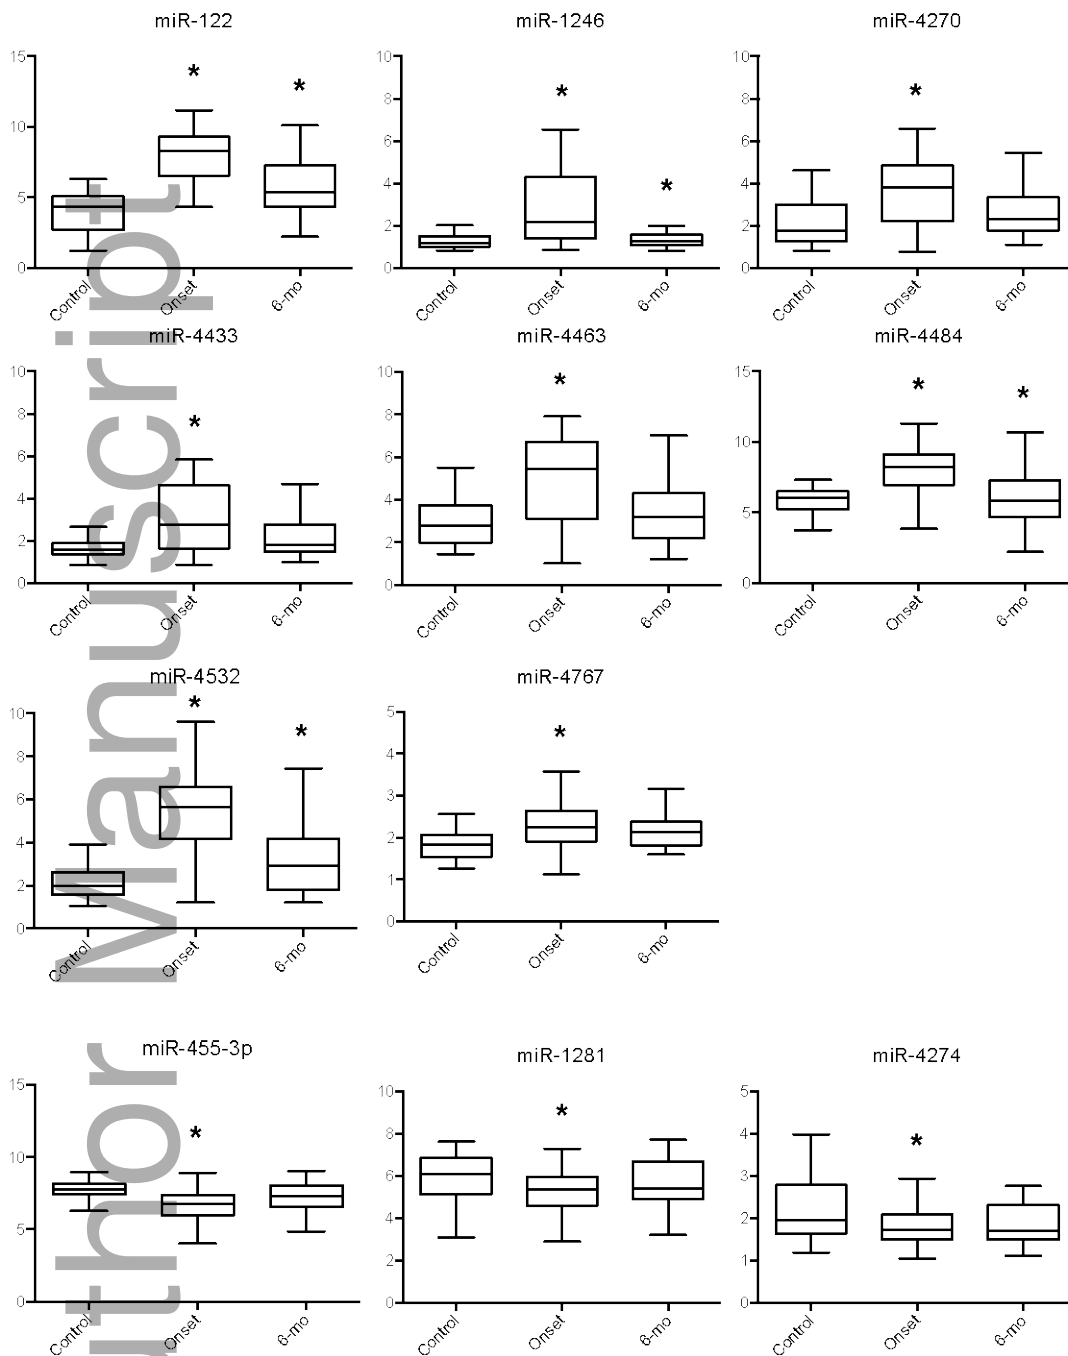 miR-122
miR-1246
miR-4270
15
10
5
0
*
*
Control
Onset
6-mo
10
8
6
4
2
0
*
*
Control
Onset
6-mo
10
8
6
4
2
0
*
Control
Onset
6-mo
miR-4433
miR-4463
miR-4484
10
8
6
4
2
0
*
Control
Onset
6-mo
10
8
6
4
2
0
*
Control
Onset
6-mo
15
10
5
0
*
*
Control
Onset
6-mo
miR-4532
miR-4767
10
8
6
4
2
0
*
*
Control
Onset
6-mo
5
4
3
2
1
0
*
Control
Onset
6-mo
miR-455-3p
miR-1281
miR-4274
15
10
5
0
*
Control
Onset
6-mo
10
8
6
4
2
0
*
Control
Onset
6-mo
5
4
3
2
1
0
*
Control
Onset
6-mo
uthor Manuscript